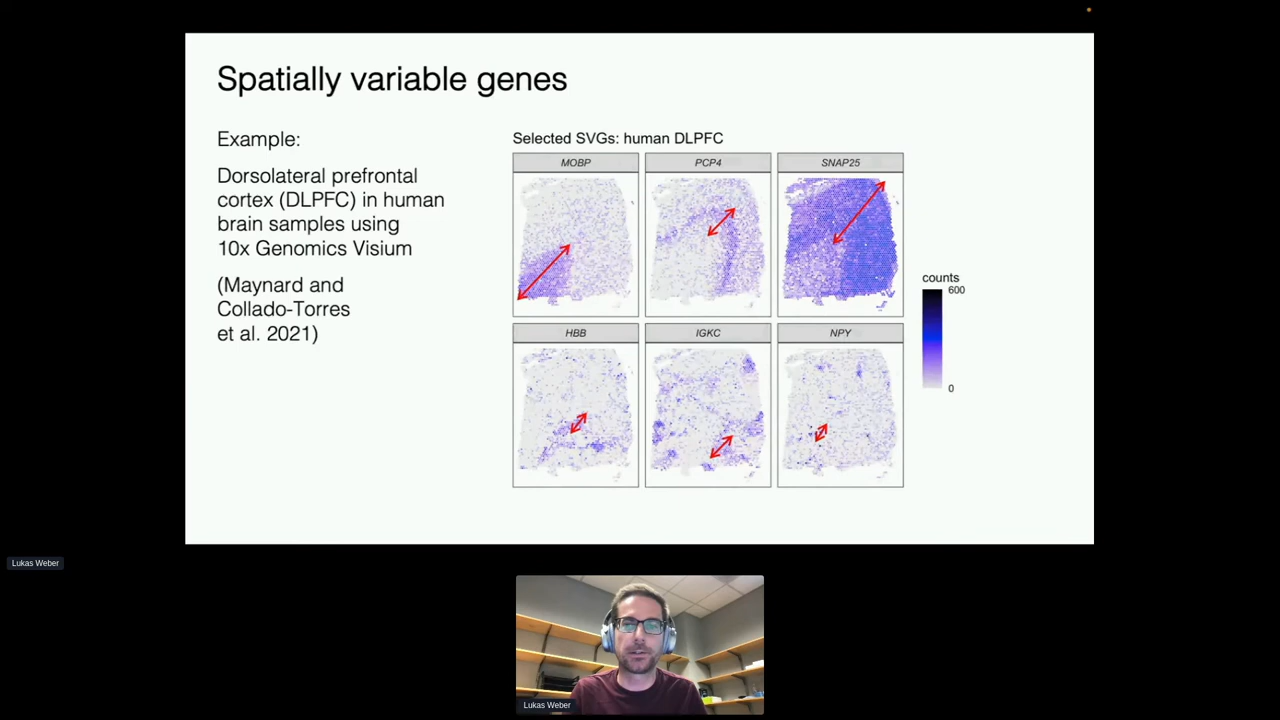 Spatially variable genes
Example:
Dorsolateral prefrontal
cortex (DLPFC) in human
brain samples using
10x Genomics Visium
(Maynard and
Collado-Torres
et al. 2021)
Selected SVGs: human DLPFC
MOBP
PCP4
SNAP25
HBB
IGKC
NPY
counts
600
0
Lukas Weber
Lukas Weber